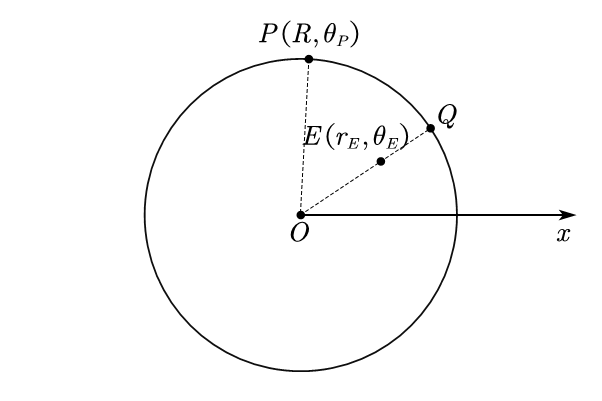 P(R, θ_P)
Q
E(r_E, θ_E)
O
x